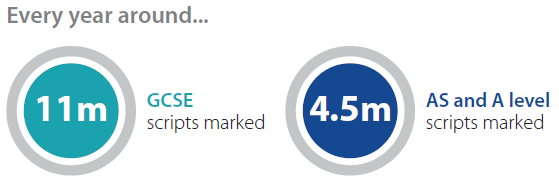 Every year around...
11m
GCSE
scripts marked
4.5m
AS and A level
scripts marked